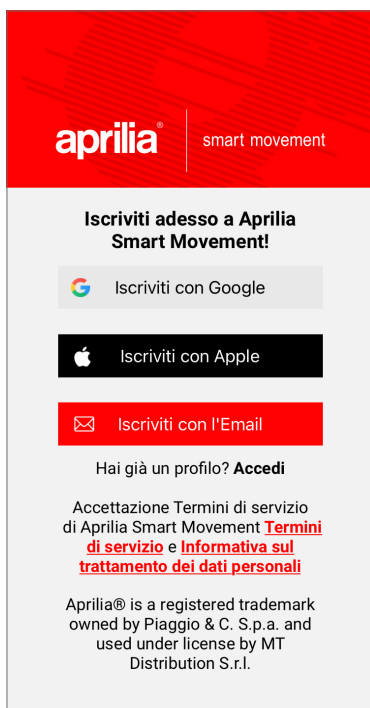 aprilia®
smart movement
Iscriviti adesso a Aprilia
Smart Movement!
Iscriviti con Google
Iscriviti con Apple
Iscriviti con l'Email
Hai già un profilo? Accedi
Accettazione Termini di servizio
di Aprilia Smart Movement Termini
di servizio e Informativa sul
trattamento dei dati personali
Aprilia® is a registered trademark
owned by Piaggio & C. S.p.a. and
used under license by MT
Distribution S.r.l.